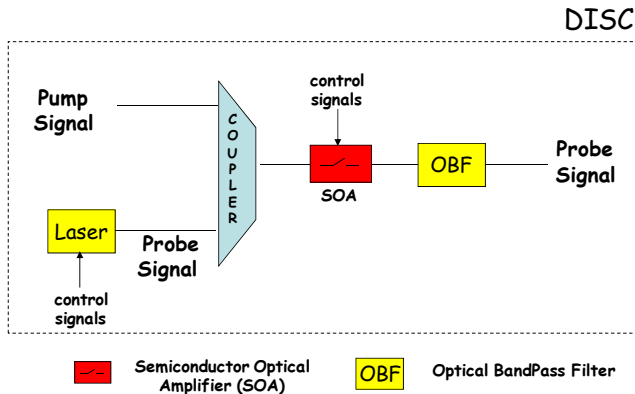 DISC
Pump
Signal
control
signals
COUPLER
SOA
OBF
Probe
Signal
Laser
Probe
Signal
control
signals
Semiconductor Optical
Amplifier (SOA)
OBF
Optical BandPass Filter